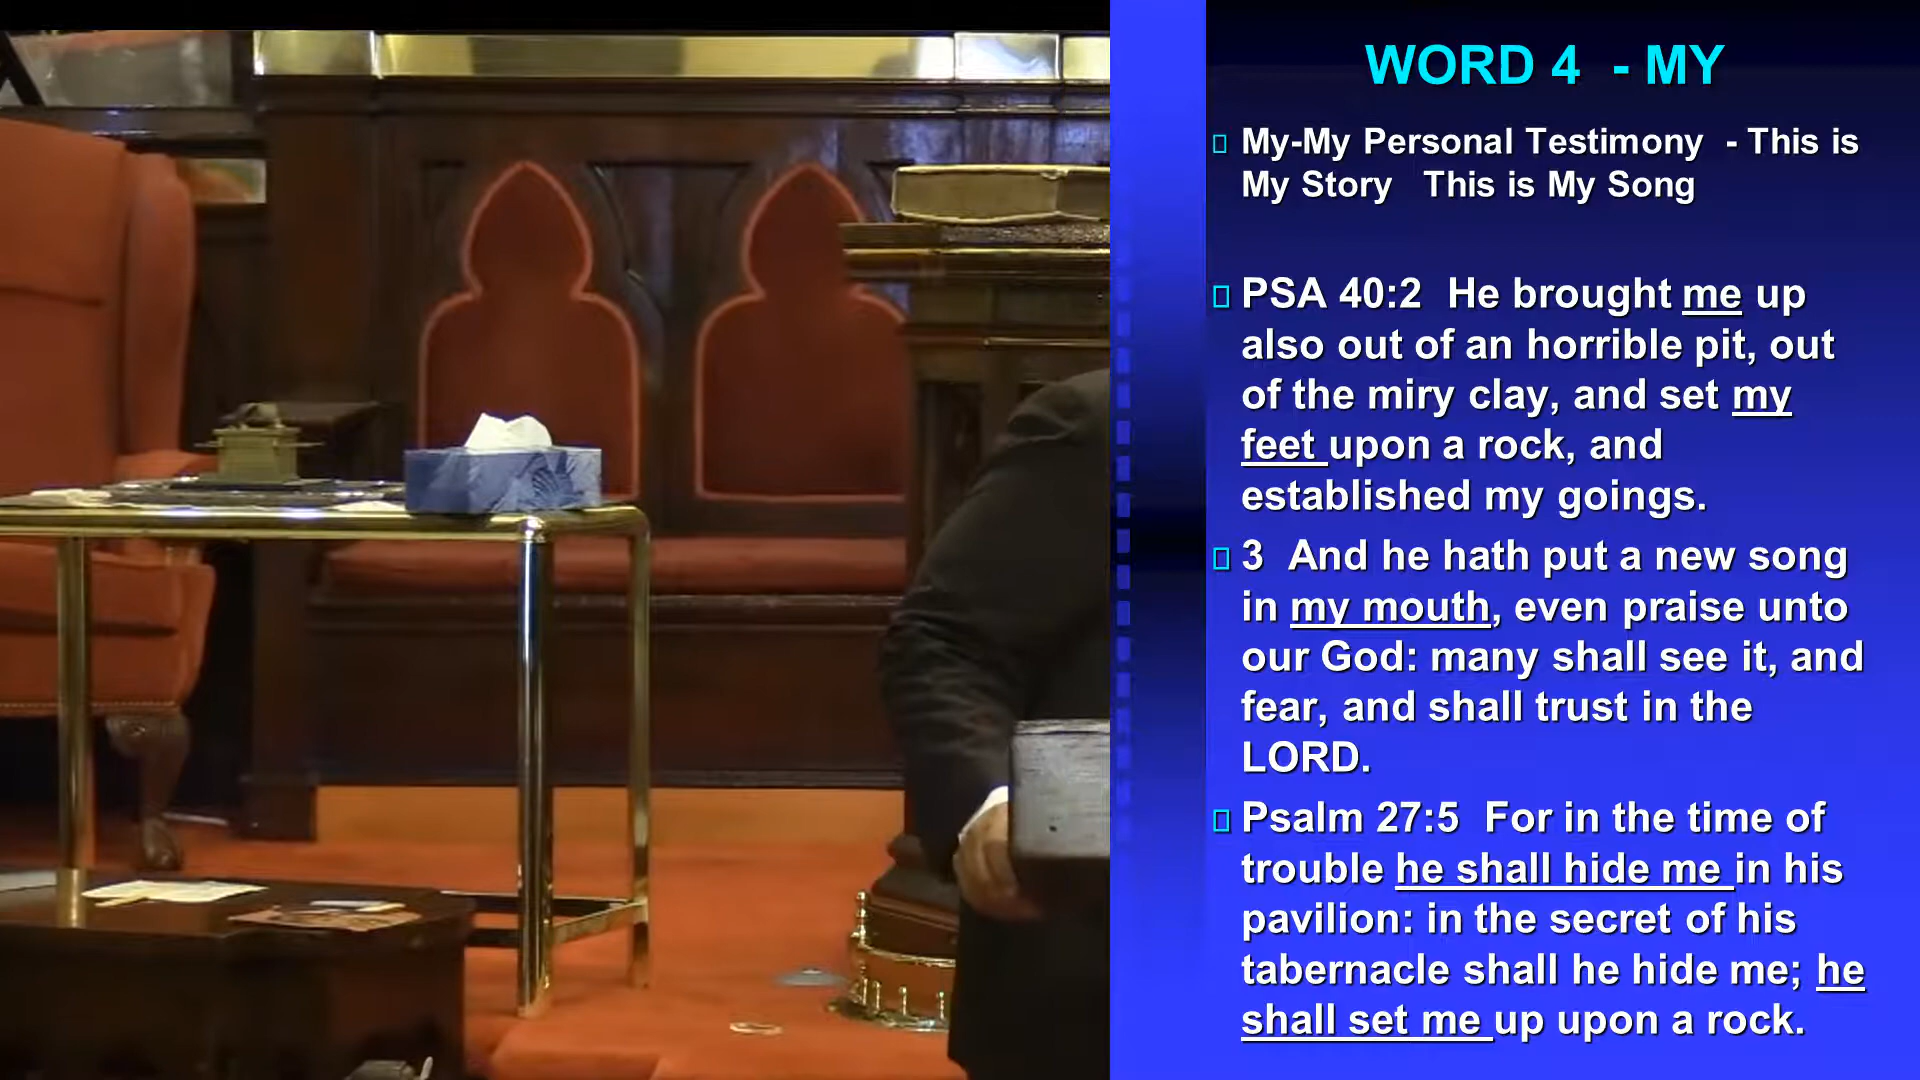 WORD 4  - MY
My-My Personal Testimony  - This is
My Story   This is My Song
PSA 40:2  He brought me up
also out of an horrible pit, out
of the miry clay, and set my
feet upon a rock, and
established my goings.
3  And he hath put a new song
in my mouth, even praise unto
our God: many shall see it, and
fear, and shall trust in the
LORD.
Psalm 27:5  For in the time of
trouble he shall hide me in his
pavilion: in the secret of his
tabernacle shall he hide me; he
shall set me up upon a rock.